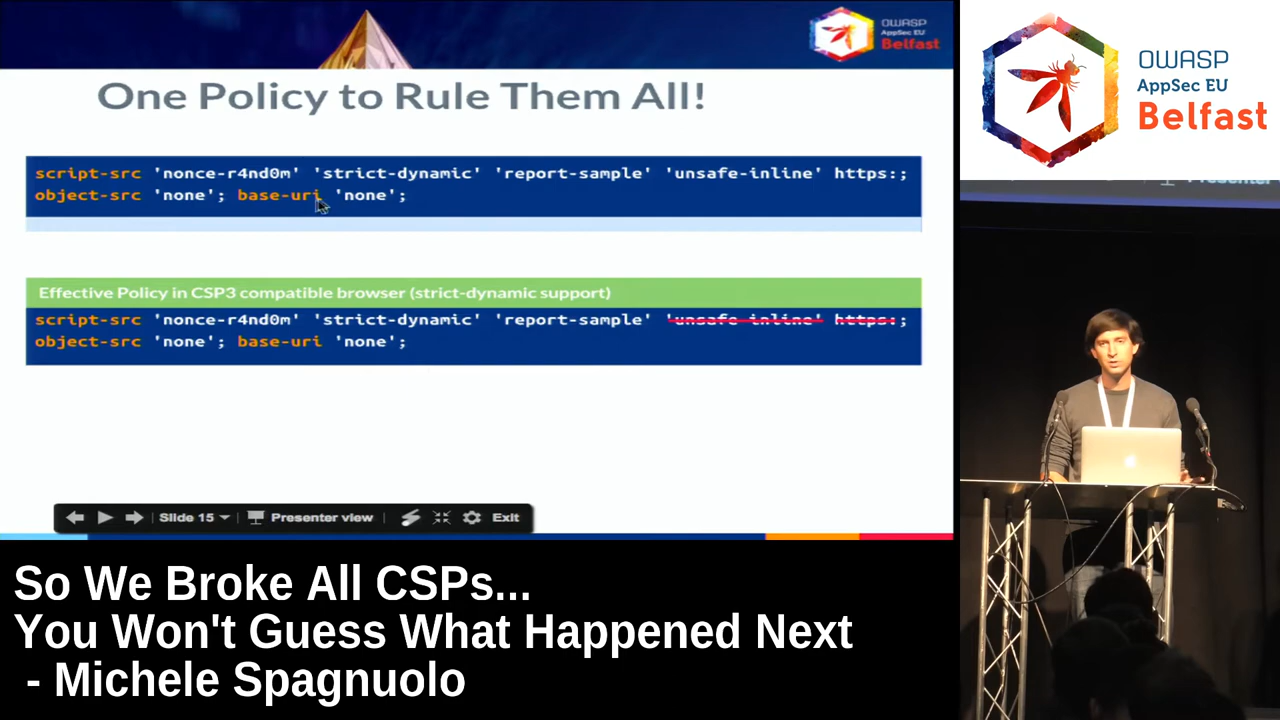 OWASP
AppSec EU
Belfast
One Policy to Rule Them All!
script-src 'nonce-r4nd0m' 'strict-dynamic' 'report-sample' 'unsafe-inline' https:;
object-src 'none'; base-uri 'none';
Effective Policy in CSP3 compatible browser (strict-dynamic support)
script-src 'nonce-r4nd0m' 'strict-dynamic' 'report-sample' 'unsafe-inline' https:;
object-src 'none'; base-uri 'none';
Slide 15 Presenter view Exit
OWASP
AppSec EU
Belfast
Presenter
So We Broke All CSPs...
You Won't Guess What Happened Next
- Michele Spagnuolo